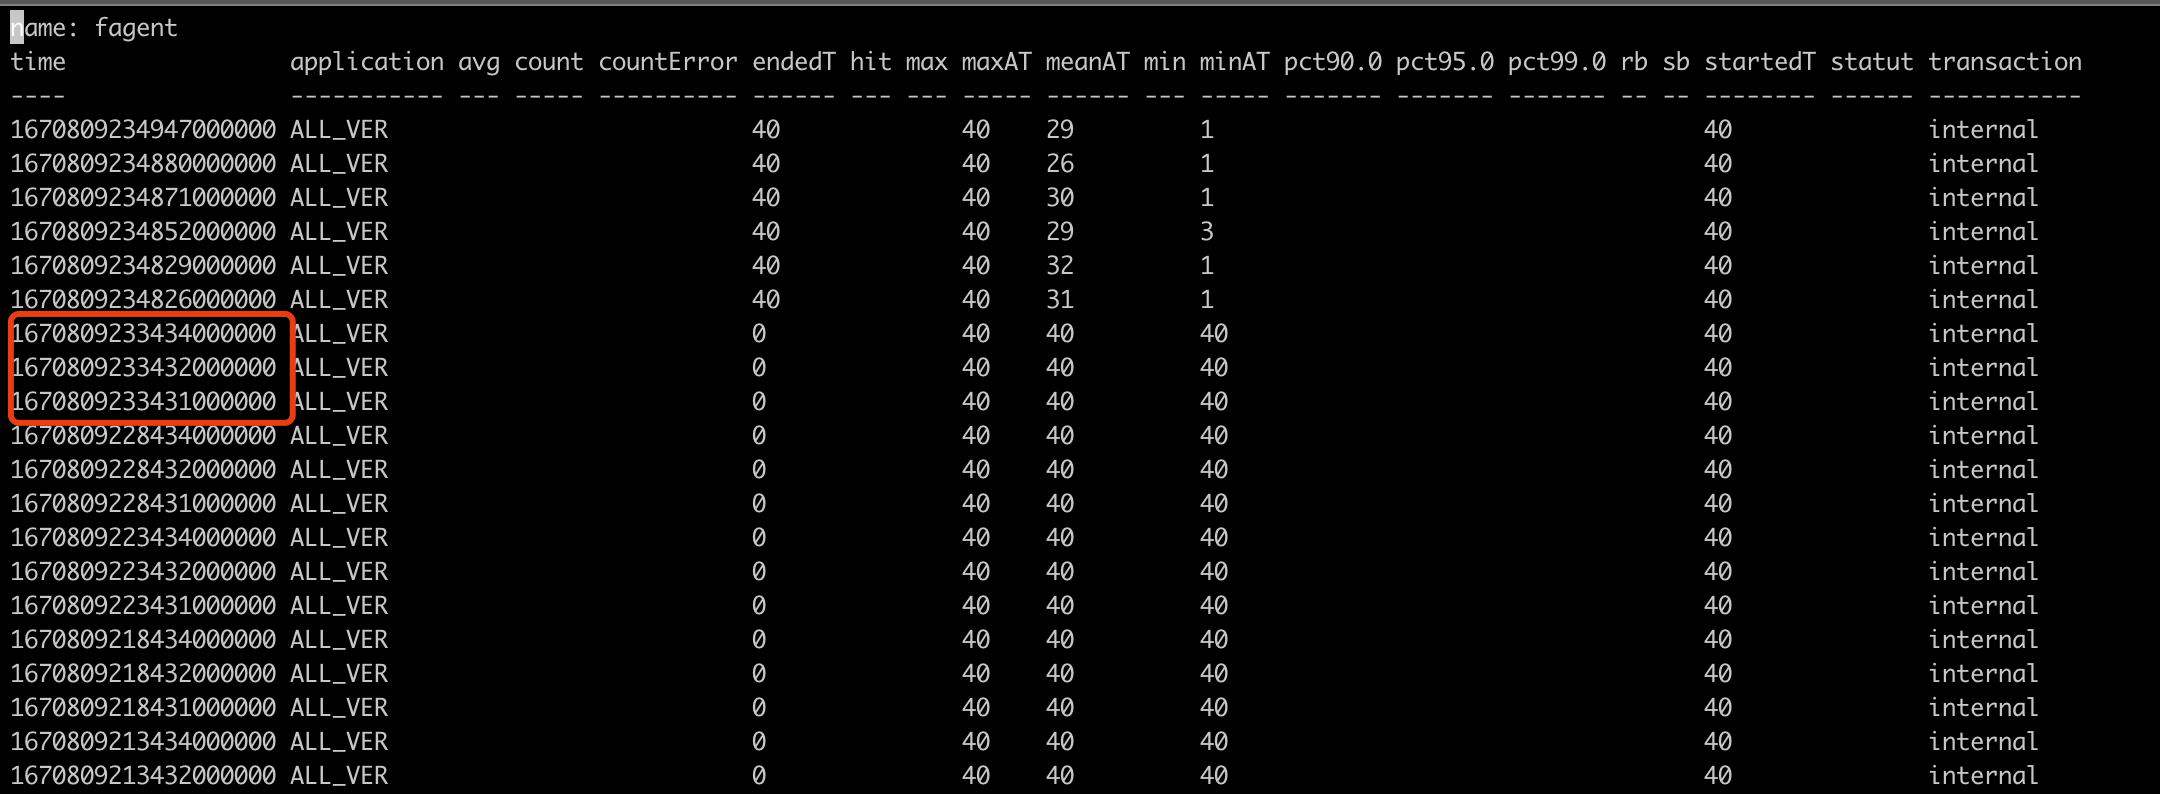 name: fagent
time application avg count countError endedT hit max maxAT meanAT min minAT pct90.0 pct95.0 pct99.0 rb sb startedT statut transaction
---- ----------- --- ----- ---------- ------ --- --- ----- ------ --- ----- ------- ------- ------- -- -- -------- ------ -----------
1670809234947000000 ALL_VER 40 40 29 1 40 internal
1670809234880000000 ALL_VER 40 40 26 1 40 internal
1670809234871000000 ALL_VER 40 40 30 1 40 internal
1670809234852000000 ALL_VER 40 40 29 3 40 internal
1670809234829000000 ALL_VER 40 40 32 1 40 internal
1670809234826000000 ALL_VER 40 40 31 1 40 internal
1670809233434000000 ALL_VER 0 40 40 40 40 internal
1670809233432000000 ALL_VER 0 40 40 40 40 internal
1670809233431000000 ALL_VER 0 40 40 40 40 internal
1670809228434000000 ALL_VER 0 40 40 40 40 internal
1670809228432000000 ALL_VER 0 40 40 40 40 internal
1670809228431000000 ALL_VER 0 40 40 40 40 internal
1670809223434000000 ALL_VER 0 40 40 40 40 internal
1670809223432000000 ALL_VER 0 40 40 40 40 internal
1670809223431000000 ALL_VER 0 40 40 40 40 internal
1670809218434000000 ALL_VER 0 40 40 40 40 internal
1670809218432000000 ALL_VER 0 40 40 40 40 internal
1670809218431000000 ALL_VER 0 40 40 40 40 internal
1670809213434000000 ALL_VER 0 40 40 40 40 internal
1670809213432000000 ALL_VER 0 40 40 40 40 internal